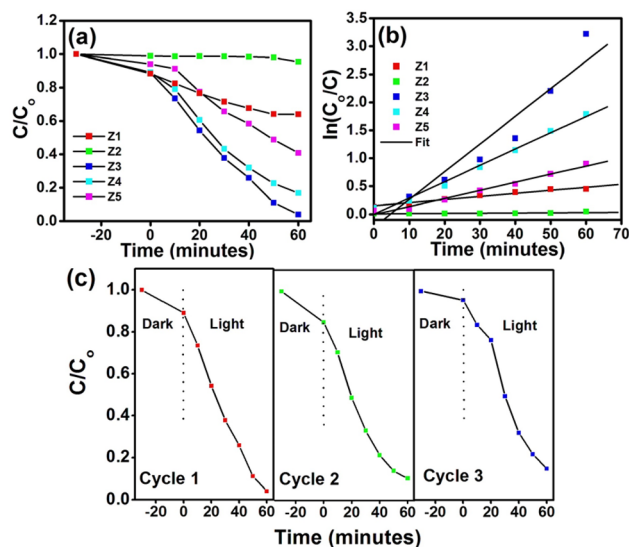 (a)
C/Co
1.0
0.8
0.6
0.4
0.2
0.0
Z1
Z2
Z3
Z4
Z5
-20 0 20 40 60
Time (minutes)
(b)
ln(Co/C)
3.5
3.0
2.5
2.0
1.5
1.0
0.5
0.0
Z1
Z2
Z3
Z4
Z5
Fit
0 10 20 30 40 50 60 70
Time (minutes)
(c)
C/Co
1.0
0.8
0.6
0.4
0.2
0.0
Dark Light
Cycle 1
-20 0 20 40 60
Dark Light
Cycle 2
-20 0 20 40 60
Dark Light
Cycle 3
-20 0 20 40 60
Time (minutes)